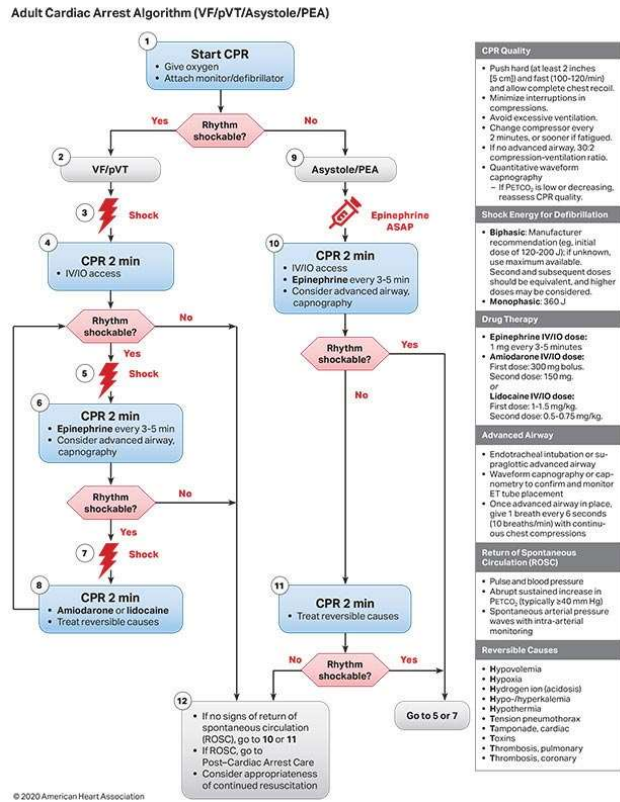 Adult Cardiac Arrest Algorithm (VF/pVT/Asystole/PEA)
1
Start CPR
• Give oxygen
• Attach monitor/defibrillator
Yes
Rhythm
shockable?
No
2
VF/pVT
9
Asystole/PEA
3
Shock
Epinephrine
ASAP
4
CPR 2 min
• IV/IO access
10
CPR 2 min
• IV/IO access
• Epinephrine every 3-5 min
• Consider advanced airway,
capnography
Rhythm
shockable?
No
Yes
Rhythm
shockable?
Yes
No
5
Shock
6
CPR 2 min
• Epinephrine every 3-5 min
• Consider advanced airway,
capnography
Rhythm
shockable?
No
Yes
7
Shock
8
CPR 2 min
• Amiodarone or lidocaine
• Treat reversible causes
11
CPR 2 min
• Treat reversible causes
No
Rhythm
shockable?
Yes
12
• If no signs of return of
spontaneous circulation
(ROSC), go to 10 or 11
• If ROSC, go to
Post–Cardiac Arrest Care
• Consider appropriateness
of continued resuscitation
Go to 5 or 7
CPR Quality
• Push hard (at least 2 inches
[5 cm]) and fast (100-120/min)
and allow complete chest recoil.
• Minimize interruptions in
compressions.
• Avoid excessive ventilation.
• Change compressor every
2 minutes, or sooner if fatigued.
• If no advanced airway, 30:2
compression-ventilation ratio.
• Quantitative waveform
capnography
– If PETCO₂ is low or decreasing,
reassess CPR quality.
Shock Energy for Defibrillation
• Biphasic: Manufacturer
recommendation (eg, initial
dose of 120-200 J); if unknown,
use maximum available.
Second and subsequent doses
should be equivalent, and higher
doses may be considered.
• Monophasic: 360 J
Drug Therapy
• Epinephrine IV/IO dose:
1 mg every 3-5 minutes
• Amiodarone IV/IO dose:
First dose: 300 mg bolus.
Second dose: 150 mg.
or
Lidocaine IV/IO dose:
First dose: 1-1.5 mg/kg.
Second dose: 0.5-0.75 mg/kg.
Advanced Airway
• Endotracheal intubation or su-
praglottic advanced airway
• Waveform capnography or cap-
nometry to confirm and monitor
ET tube placement
• Once advanced airway in place,
give 1 breath every 6 seconds
(10 breaths/min) with continu-
ous chest compressions
Return of Spontaneous
Circulation (ROSC)
• Pulse and blood pressure
• Abrupt sustained increase in
PETCO₂ (typically ≥40 mm Hg)
• Spontaneous arterial pressure
waves with intra-arterial
monitoring
Reversible Causes
• Hypovolemia
• Hypoxia
• Hydrogen ion (acidosis)
• Hypo-/hyperkalemia
• Hypothermia
• Tension pneumothorax
• Tamponade, cardiac
• Toxins
• Thrombosis, pulmonary
• Thrombosis, coronary
© 2020 American Heart Association